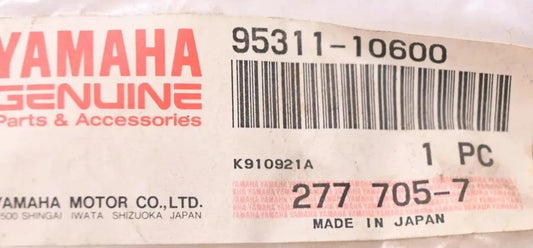 YAMAHA
GENUINE
Parts & Accessories
95311-10600
K910921A
1 PC
YAMAHA MOTOR CO.,LTD.
2500 SHINGAI IWATA SHIZUOKA JAPAN
277 705-7
MADE IN JAPAN